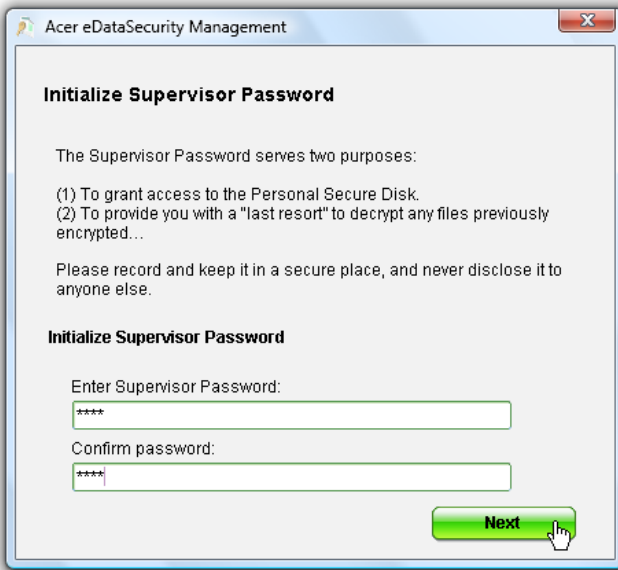 Acer eDataSecurity Management
Initialize Supervisor Password
The Supervisor Password serves two purposes:
(1) To grant access to the Personal Secure Disk.
(2) To provide you with a "last resort" to decrypt any files previously
encrypted...
Please record and keep it in a secure place, and never disclose it to
anyone else.
Initialize Supervisor Password
Enter Supervisor Password:
****
Confirm password:
****
Next